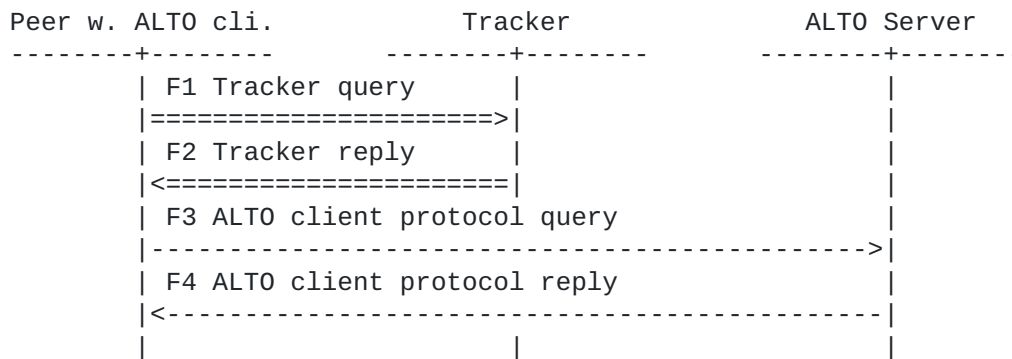 Peer w. ALTO cli.            Tracker               ALTO Server
--------+--------       --------+--------       --------+-------
        | F1 Tracker query      |                       |
        |======================>|                       |
        | F2 Tracker reply      |                       |
        |<======================|                       |
        | F3 ALTO client protocol query                 |
        |---------------------------------------------->|
        | F4 ALTO client protocol reply                 |
        |<----------------------------------------------|
        |                       |                       |